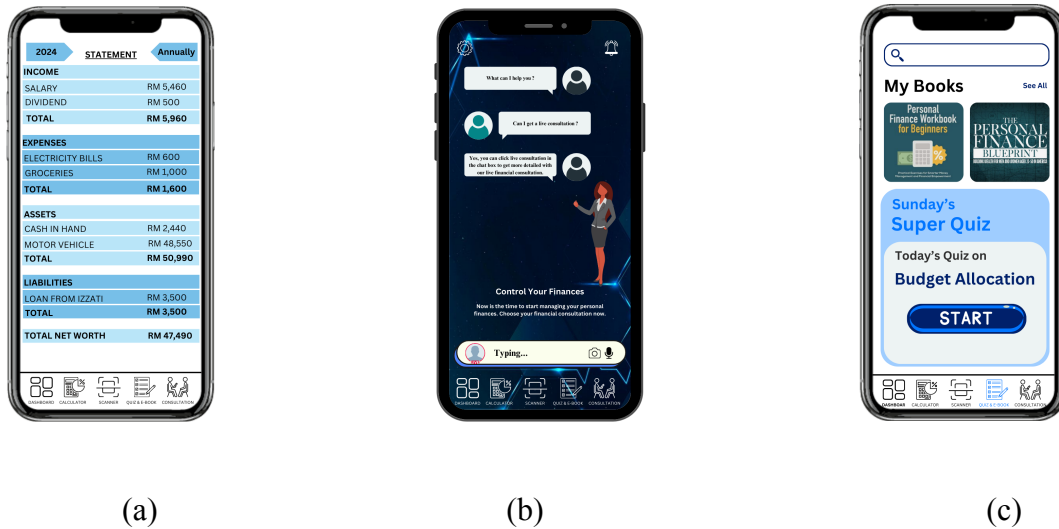 2024 STATEMENT Annually
INCOME
SALARY RM 5,460
DIVIDEND RM 500
TOTAL RM 5,960
EXPENSES
ELECTRICITY BILLS RM 600
GROCERIES RM 1,000
TOTAL RM 1,600
ASSETS
CASH IN HAND RM 2,440
MOTOR VEHICLE RM 48,550
TOTAL RM 50,990
LIABILITIES
LOAN FROM IZZATI RM 3,500
TOTAL RM 3,500
TOTAL NET WORTH RM 47,490
DASHBOARD CALCULATOR SCANNER QUIZ & E-BOOK CONSULTATION
(a)
What can I help you ?
Can I get a live consultation ?
Yes, you can click live consultation in
the chat box to get more detailed with
our live financial consultation.
Control Your Finances
Now is the time to start managing your personal
finances. Choose your financial consultation now.
Typing...
DASHBOARD CALCULATOR SCANNER QUIZ & E-BOOK CONSULTATION
(b)
My Books See All
Personal
Finance Workbook
for Beginners
THE
PERSONAL
FINANCE
BLUEPRINT
Sunday's
Super Quiz
Today's Quiz on
Budget Allocation
START
DASHBOAR CALCULATOR SCANNER QUIZ & E-BOOK CONSULTATION
(c)